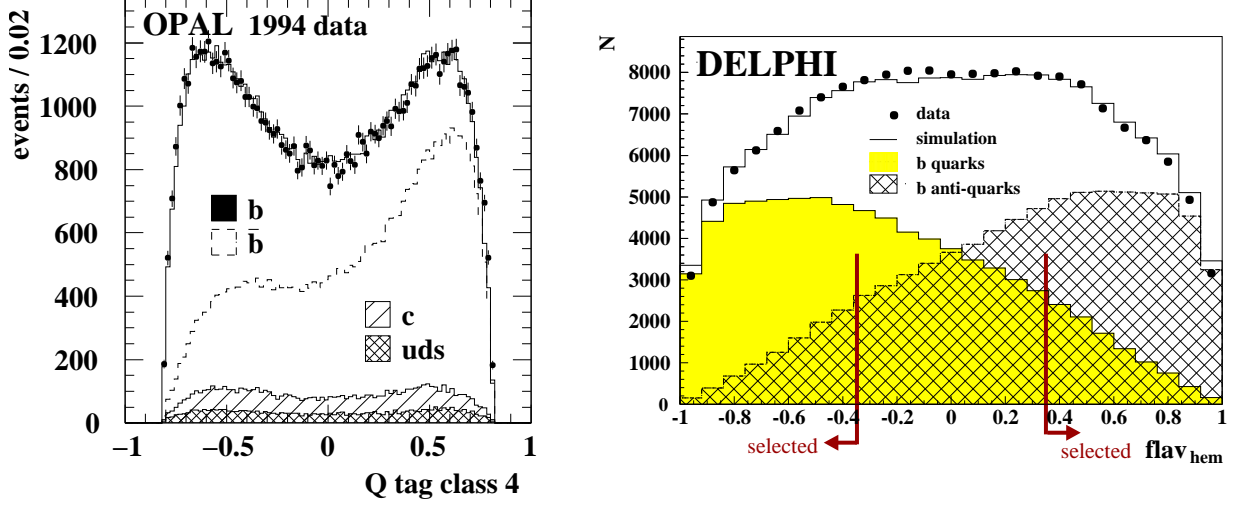 OPAL 1994 data
events / 0.02
1200
1000
800
600
400
200
0
b
b̅
c
uds
−1
−0.5
0
0.5
1
Q tag class 4
DELPHI
N
8000
7000
6000
5000
4000
3000
2000
1000
0
data
simulation
b quarks
b anti-quarks
-1
-0.8
-0.6
-0.4
-0.2
0
0.2
0.4
0.6
0.8
1
selected
selected
flav hem